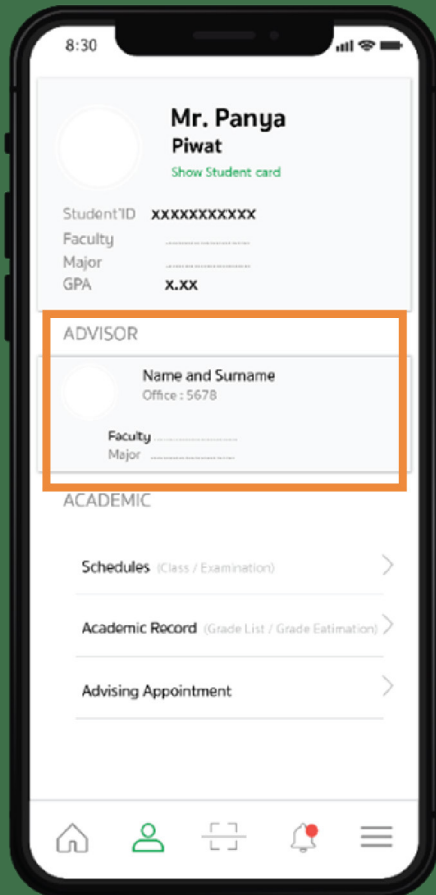 8:30
Mr. Panya
Piwat
Show Student card
Student'ID xxxxxxxxxxx
Faculty
Major
GPA x.xx
ADVISOR
Name and Surname
Office : 5678
Faculty
Major
ACADEMIC
Schedules (Class / Examination)
Academic Record (Grade List / Grade Eatimation)
Advising Appointment